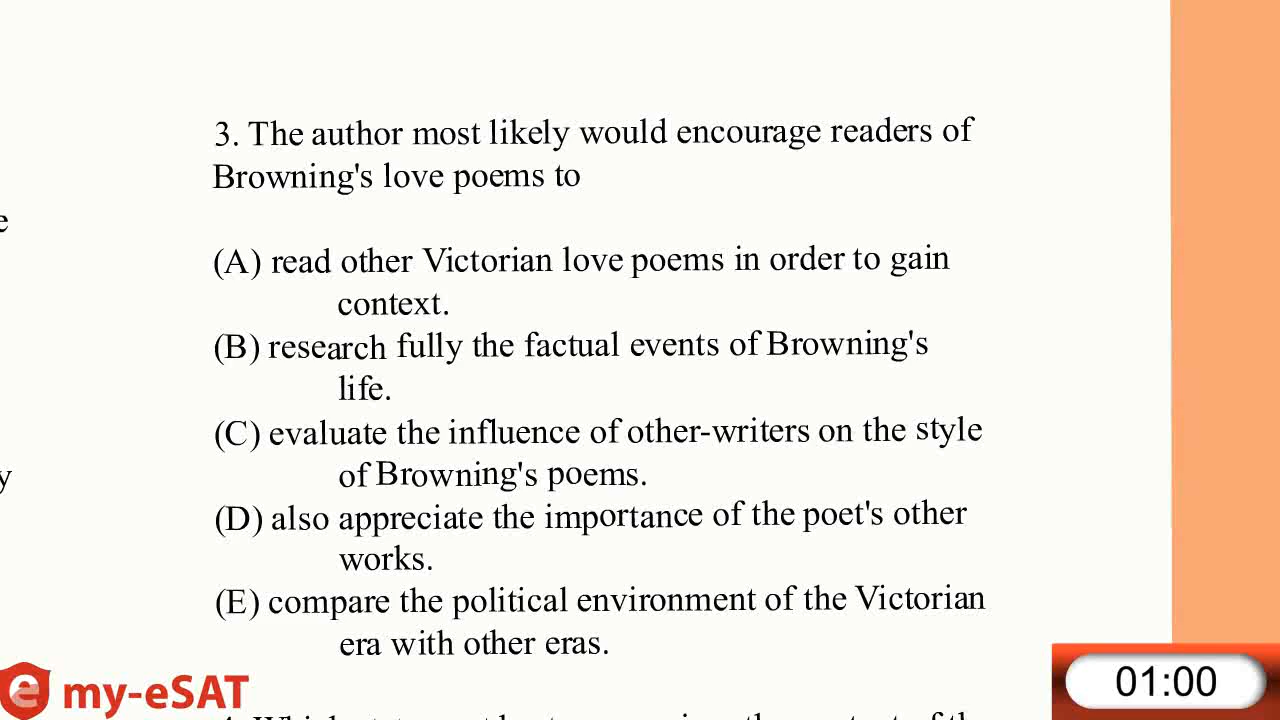 3. The author most likely would encourage readers of
Browning's love poems to
e
(A) read other Victorian love poems in order to gain
context.
(B) research fully the factual events of Browning's
life.
(C) evaluate the influence of other-writers on the style
of Browning's poems.
y
(D) also appreciate the importance of the poet's other
works.
(E) compare the political environment of the Victorian
era with other eras.
my-eSAT
01:00